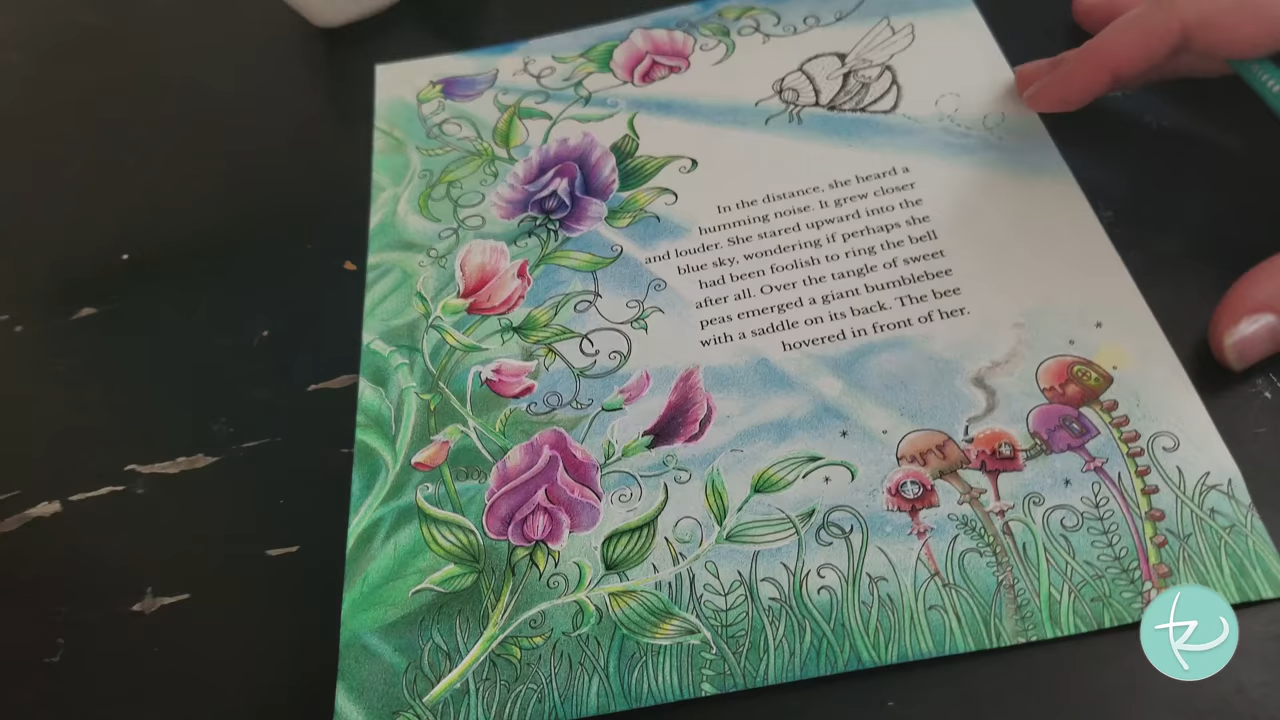 In the distance, she heard a
humming noise. It grew closer
and louder. She stared upward into the
blue sky, wondering if perhaps she
had been foolish to ring the bell
after all. Over the tangle of sweet
peas emerged a giant bumblebee
with a saddle on its back. The bee
hovered in front of her.